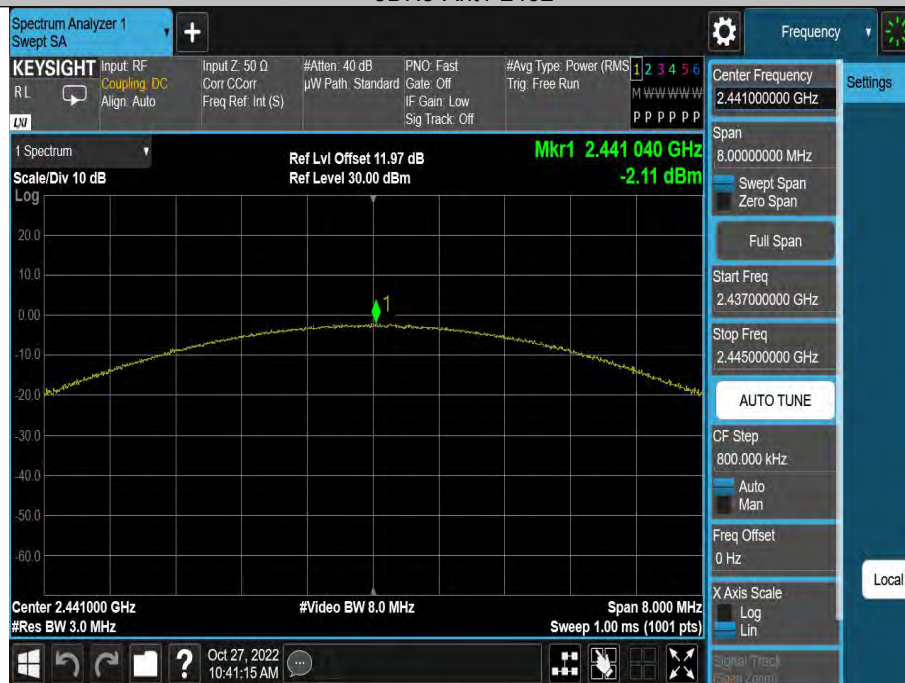 Spectrum Analyzer 1
Swept SA
+
Frequency
KEYSIGHT
RL
LXI
Input: RF
Coupling: DC
Align: Auto
Input Z: 50 Ω
Corr CCorr
Freq Ref: Int (S)
#Atten: 40 dB
µW Path: Standard
PNO: Fast
Gate: Off
IF Gain: Low
Sig Track: Off
#Avg Type: Power (RMS
Trig: Free Run
1 2 3 4 5 6
M W W W W W
P P P P P P
1 Spectrum
Scale/Div 10 dB
Ref Lvl Offset 11.97 dB
Ref Level 30.00 dBm
Mkr1 2.441 040 GHz
-2.11 dBm
Log
20.0
10.0
0.00
-10.0
-20.0
-30.0
-40.0
-50.0
-60.0
1
Center 2.441000 GHz
#Res BW 3.0 MHz
#Video BW 8.0 MHz
Span 8.000 MHz
Sweep 1.00 ms (1001 pts)
Center Frequency
2.441000000 GHz
Settings
Span
8.00000000 MHz
Swept Span
Zero Span
Full Span
Start Freq
2.437000000 GHz
Stop Freq
2.445000000 GHz
AUTO TUNE
CF Step
800.000 kHz
Auto
Man
Freq Offset
0 Hz
Local
X Axis Scale
Log
Lin
Signal Track
(Span Zoom)
?
Oct 27, 2022
10:41:15 AM